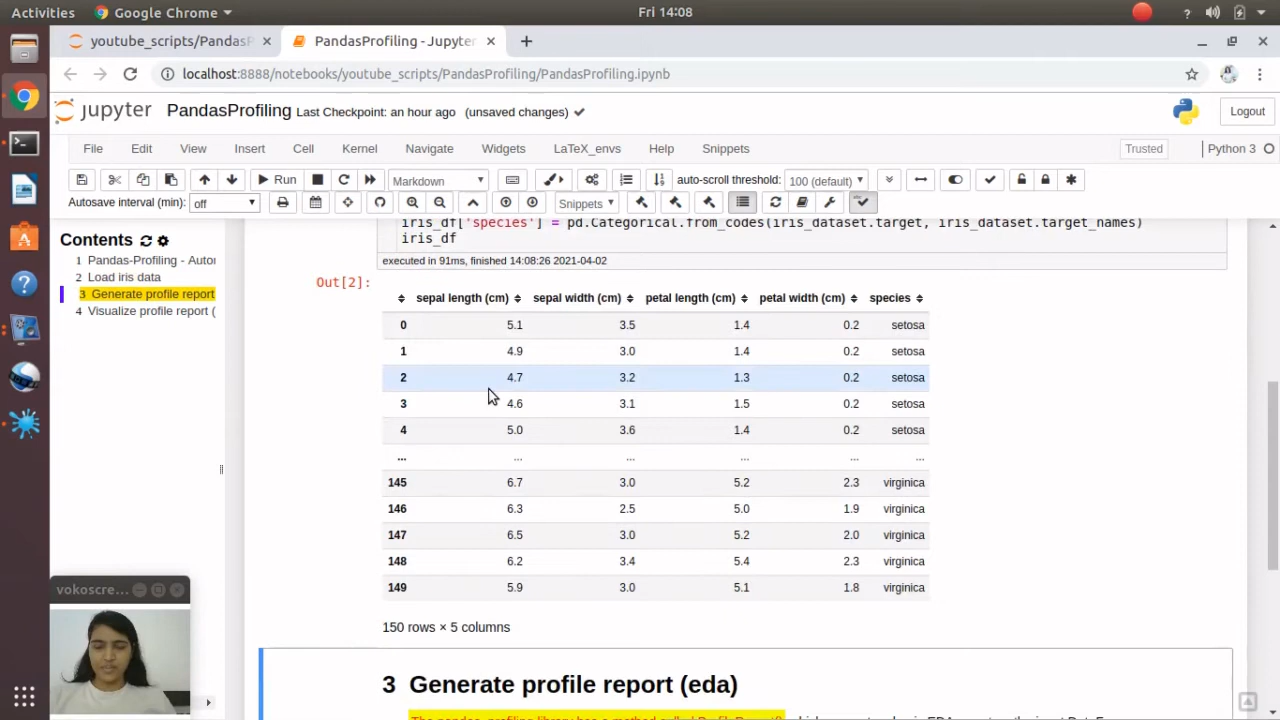 Activities Google Chrome Fri 14:08
youtube_scripts/PandasP PandasProfiling - Jupyter
localhost:8888/notebooks/youtube_scripts/PandasProfiling/PandasProfiling.ipynb
jupyter PandasProfiling Last Checkpoint: an hour ago (unsaved changes) Logout
File Edit View Insert Cell Kernel Navigate Widgets LaTeX_envs Help Snippets Trusted Python 3
Run Markdown auto-scroll threshold: 100 (default)
Autosave interval (min): off Snippets
Contents
1 Pandas-Profiling - Autor
2 Load iris data
3 Generate profile report
4 Visualize profile report (
iris_df['species'] = pd.Categorical.from_codes(iris_dataset.target, iris_dataset.target_names)
iris_df
executed in 91ms, finished 14:08:26 2021-04-02
Out[2]:
sepal length (cm) sepal width (cm) petal length (cm) petal width (cm) species
0 5.1 3.5 1.4 0.2 setosa
1 4.9 3.0 1.4 0.2 setosa
2 4.7 3.2 1.3 0.2 setosa
3 4.6 3.1 1.5 0.2 setosa
4 5.0 3.6 1.4 0.2 setosa
... ... ... ... ... ...
145 6.7 3.0 5.2 2.3 virginica
146 6.3 2.5 5.0 1.9 virginica
147 6.5 3.0 5.2 2.0 virginica
148 6.2 3.4 5.4 2.3 virginica
149 5.9 3.0 5.1 1.8 virginica
150 rows × 5 columns
vokoscre
3 Generate profile report (eda)